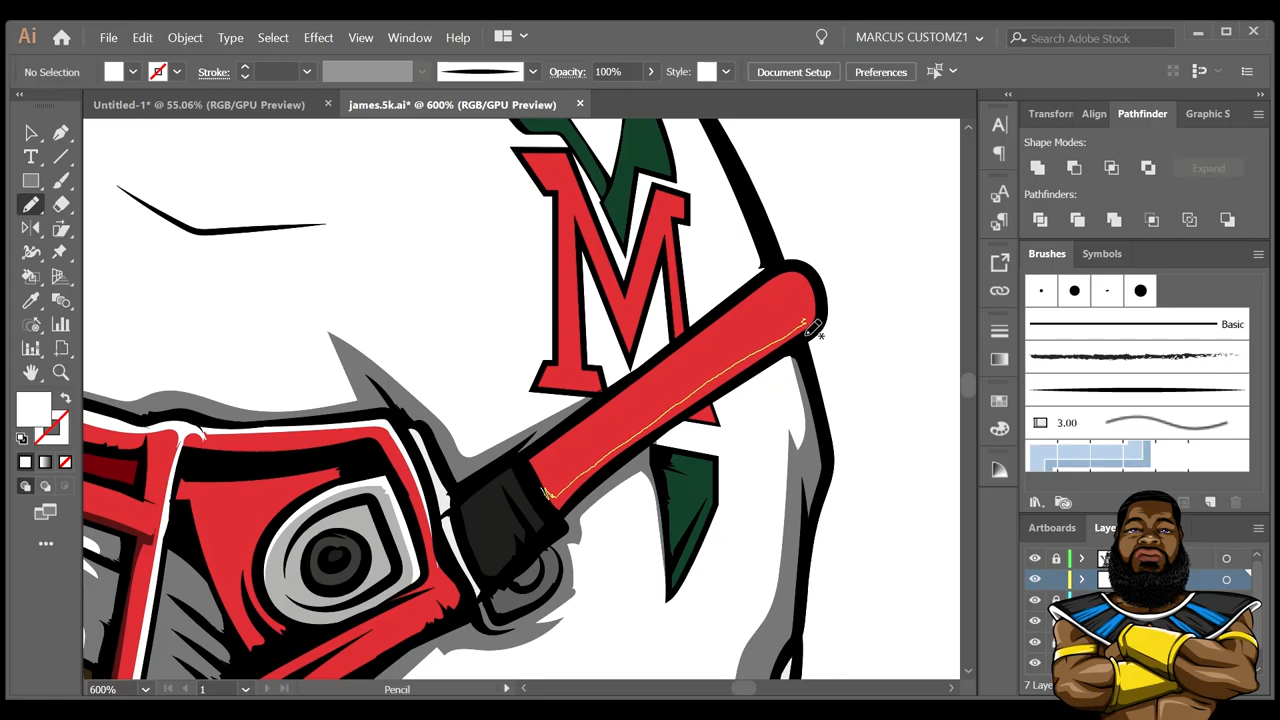 Ai
File Edit Object Type Select Effect View Window Help
MARCUS CUSTOMZ1
Search Adobe Stock
No Selection
Stroke:
Opacity: 100%
Style:
Document Setup
Preferences
Untitled-1* @ 55.06% (RGB/GPU Preview)
james.5k.ai* @ 600% (RGB/GPU Preview)
Transforn Align Pathfinder Graphic S
Shape Modes:
Expand
Pathfinders:
Brushes Symbols
Basic
3.00
M
Artboards Laye
7 Laye
600%
1
Pencil